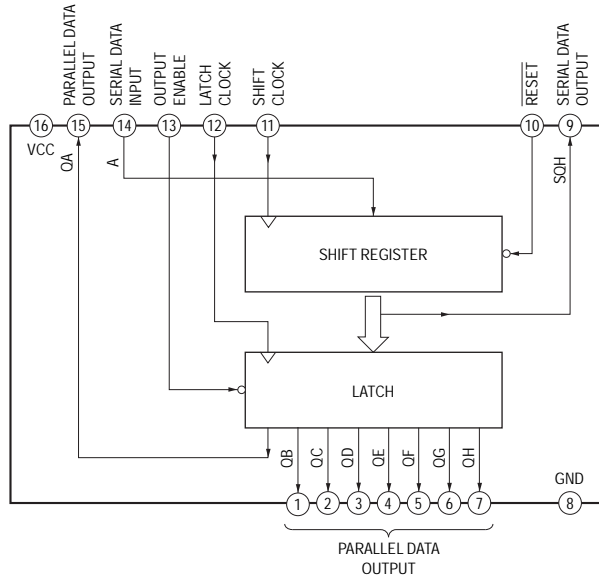 PARALLEL DATA
OUTPUT
SERIAL DATA
INPUT
OUTPUT
ENABLE
LATCH
CLOCK
SHIFT
CLOCK
RESET
SERIAL DATA
OUTPUT
16
15
14
13
12
11
10
9
VCC
QA
A
SQH
SHIFT REGISTER
LATCH
QB
QC
QD
QE
QF
QG
QH
GND
1
2
3
4
5
6
7
8
PARALLEL DATA
OUTPUT